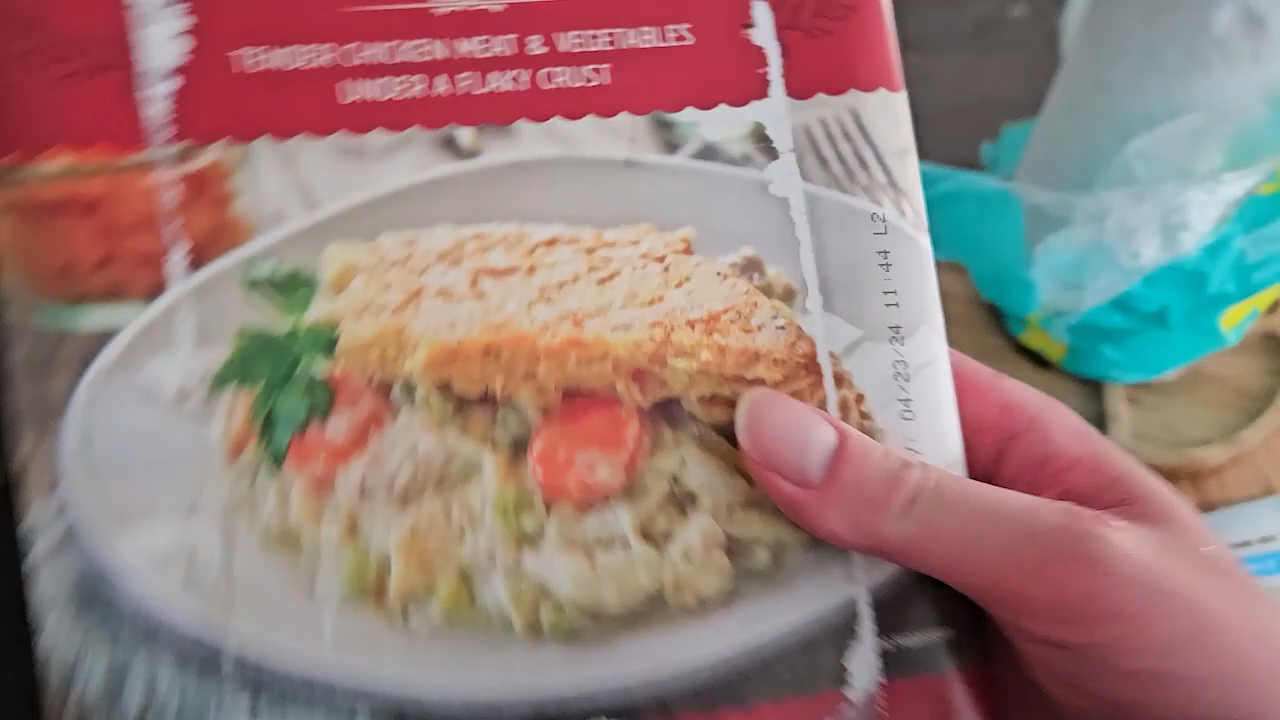 TENDER CHICKEN MEAT & VEGETABLES
UNDER A FLAKY CRUST
04/23/24 11:44 L2